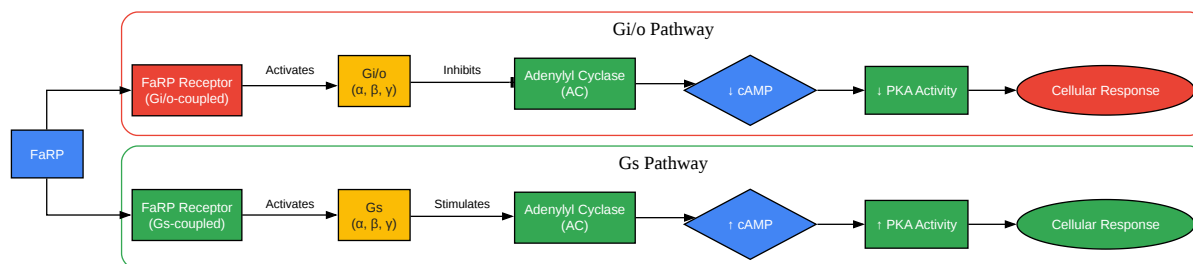 Gi/o Pathway
FaRP Receptor
(Gi/o-coupled)
Activates
Gi/o
(α, β, γ)
Inhibits
Adenylyl Cyclase
(AC)
↓ cAMP
↓ PKA Activity
Cellular Response
FaRP
Gs Pathway
FaRP Receptor
(Gs-coupled)
Activates
Gs
(α, β, γ)
Stimulates
Adenylyl Cyclase
(AC)
↑ cAMP
↑ PKA Activity
Cellular Response